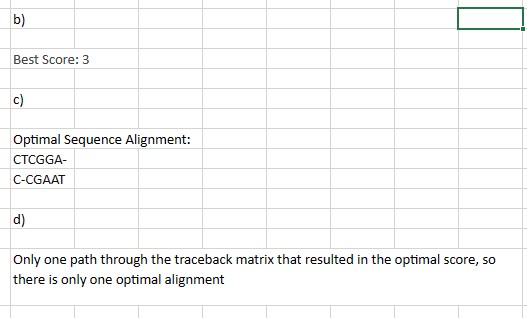 b)
Best Score: 3
c)
Optimal Sequence Alignment:
CTCGGA-
C-CGAAT
d)
Only one path through the traceback matrix that resulted in the optimal score, so
there is only one optimal alignment